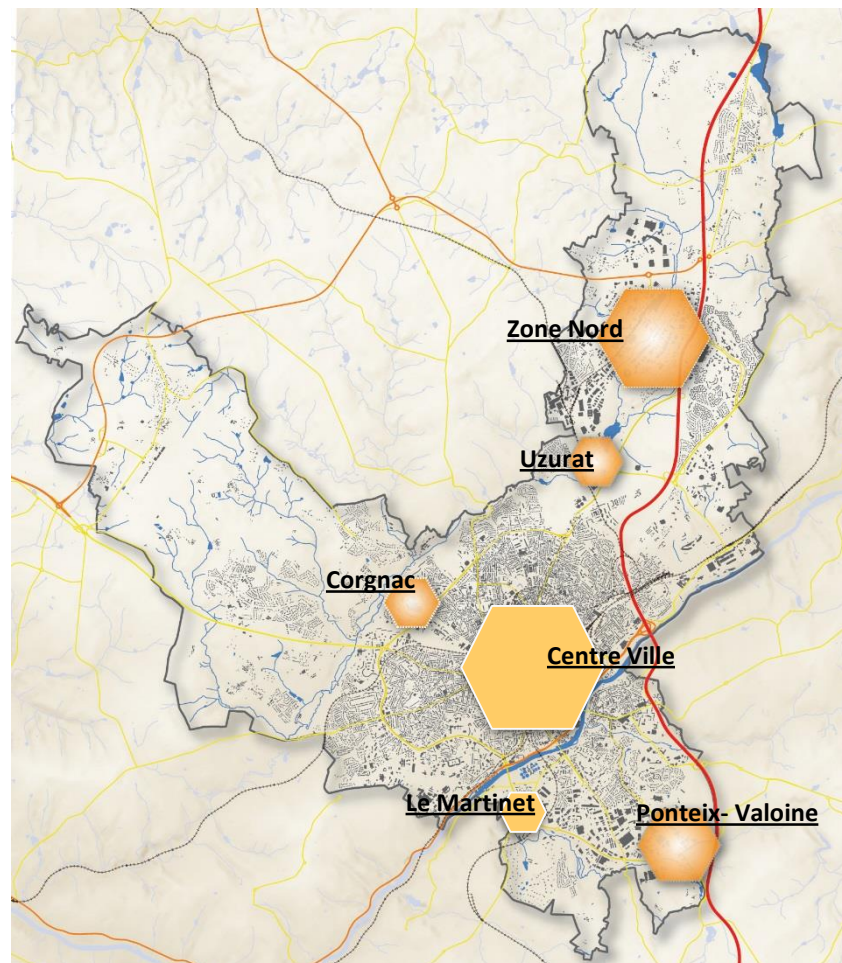 Zone Nord
Uzurat
Corgnac
Centre Ville
Le Martinet
Ponteix- Valoine